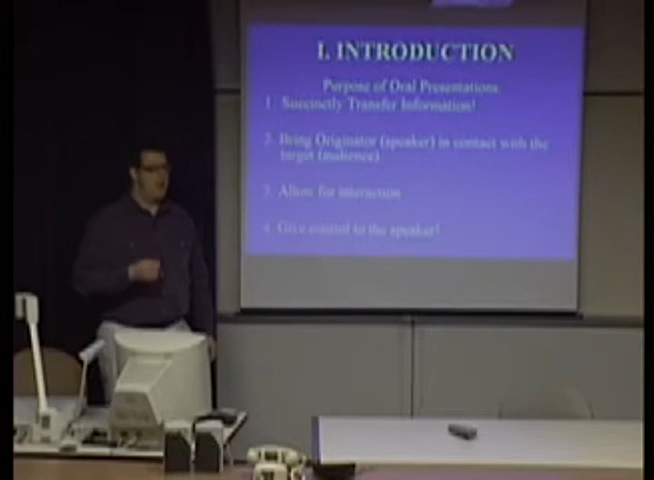 I. INTRODUCTION
Purpose of Oral Presentations
1. Succinctly Transfer Information!
2. Bring Originator (speaker) in contact with the
target (audience)
3. Allow for interaction
4. Give control to the speaker!